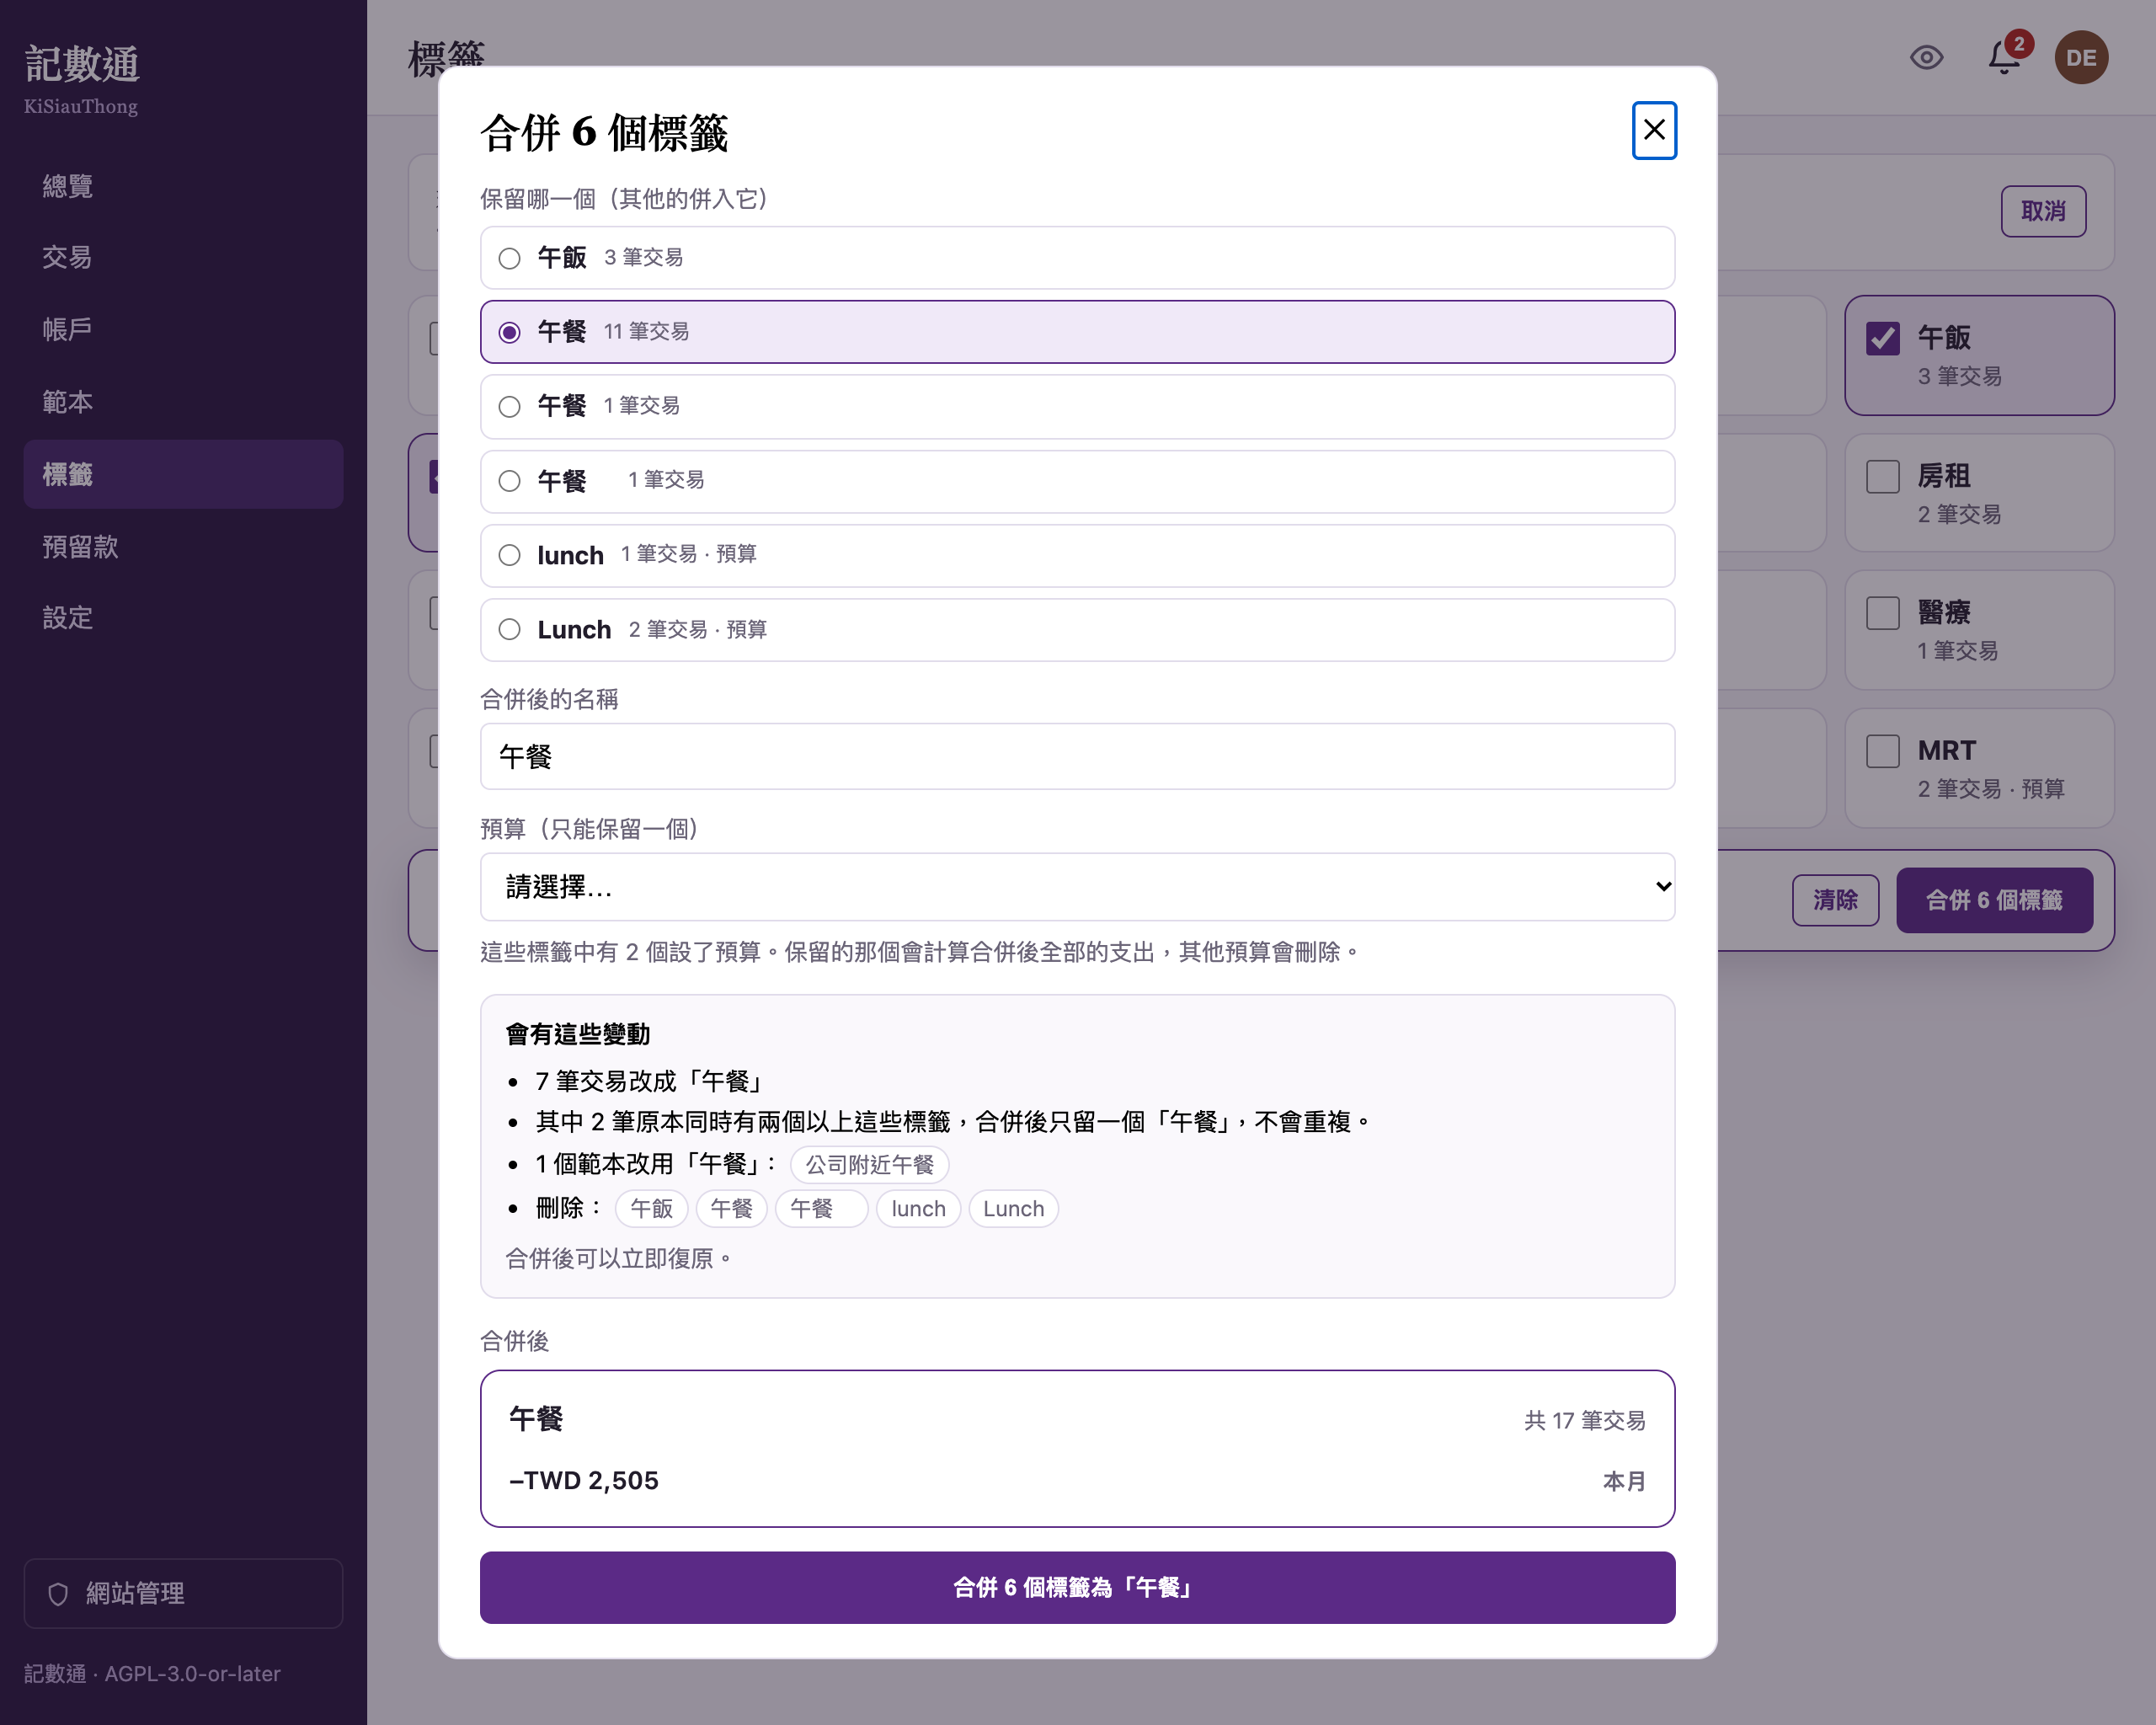 記數通
KiSiauThong
總覽
交易
帳戶
範本
標籤
預留款
設定
網站管理
記數通 · AGPL-3.0-or-later
標籤
2
DE
取消
午飯
3 筆交易
房租
2 筆交易
醫療
1 筆交易
MRT
2 筆交易 · 預算
清除
合併 6 個標籤
合併 6 個標籤
保留哪一個（其他的併入它）
午飯 3 筆交易
午餐 11 筆交易
午餐 1 筆交易
午餐　 1 筆交易
lunch 1 筆交易 · 預算
Lunch 2 筆交易 · 預算
合併後的名稱
午餐
預算（只能保留一個）
請選擇…
這些標籤中有 2 個設了預算。保留的那個會計算合併後全部的支出，其他預算會刪除。
會有這些變動
• 7 筆交易改成「午餐」
• 其中 2 筆原本同時有兩個以上這些標籤，合併後只留一個「午餐」，不會重複。
• 1 個範本改用「午餐」： 公司附近午餐
• 刪除： 午飯 午餐 午餐　 lunch Lunch
合併後可以立即復原。
合併後
午餐 共 17 筆交易
–TWD 2,505 本月
合併 6 個標籤為「午餐」